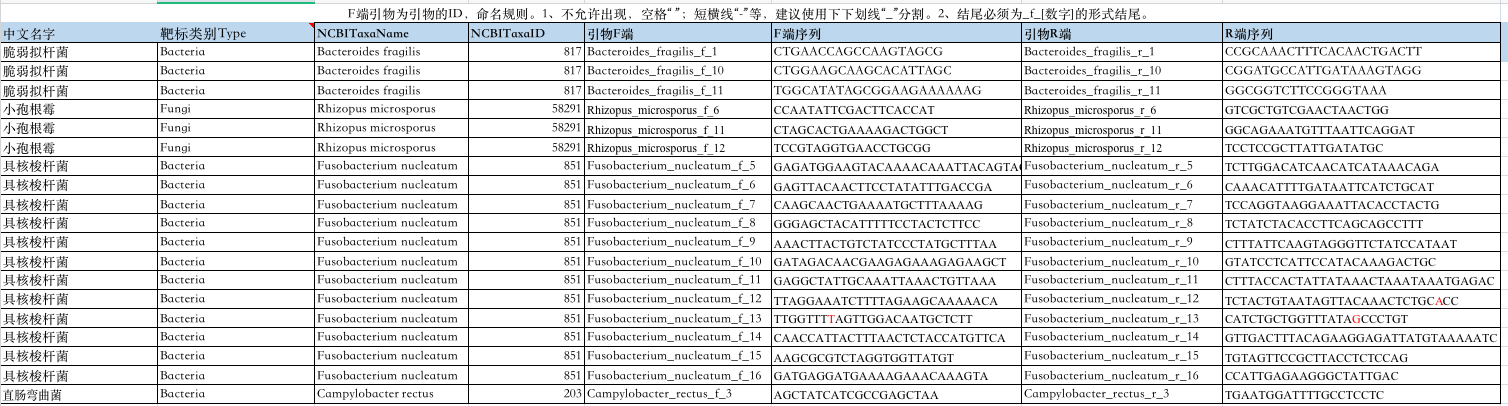 F端引物为引物的ID，命名规则。1、不允许出现，空格“ ”；短横线“-”等，建议使用下下划线“_”分割。2、结尾必须为_f_[数字]的形式结尾。
中文名字 靶标类别Type NCBITaxaName NCBITaxaID 引物F端 F端序列 引物R端 R端序列
脆弱拟杆菌 Bacteria Bacteroides fragilis 817 Bacteroides_fragilis_f_1 CTGAACCAGCCAAGTAGCG Bacteroides_fragilis_r_1 CCGCAAACTTTCACAACTGACTT
脆弱拟杆菌 Bacteria Bacteroides fragilis 817 Bacteroides_fragilis_f_10 CTGGAAGCAAGCACATTAGC Bacteroides_fragilis_r_10 CGGATGCCATTGATAAAGTAGG
脆弱拟杆菌 Bacteria Bacteroides fragilis 817 Bacteroides_fragilis_f_11 TGGCATATAGCGGAAGAAAAAAG Bacteroides_fragilis_r_11 GGCGGTCTTCCGGGTAAA
小孢根霉 Fungi Rhizopus microsporus 58291 Rhizopus_microsporus_f_6 CCAATATTCGACTTCACCAT Rhizopus_microsporus_r_6 GTCGCTGTCGAACTAACTGG
小孢根霉 Fungi Rhizopus microsporus 58291 Rhizopus_microsporus_f_11 CTAGCACTGAAAAGACTGGCT Rhizopus_microsporus_r_11 GGCAGAAATGTTTAATTCAGGAT
小孢根霉 Fungi Rhizopus microsporus 58291 Rhizopus_microsporus_f_12 TCCGTAGGTGAACCTGCGG Rhizopus_microsporus_r_12 TCCTCCGCTTATTGATATGC
具核梭杆菌 Bacteria Fusobacterium nucleatum 851 Fusobacterium_nucleatum_f_5 GAGATGGAAGTACAAAACAAATTACAGTA Fusobacterium_nucleatum_r_5 TCTTGGACATCAACATCATAAACAGA
具核梭杆菌 Bacteria Fusobacterium nucleatum 851 Fusobacterium_nucleatum_f_6 GAGTTACAACTTCCTATATTTGACCGA Fusobacterium_nucleatum_r_6 CAAACATTTTGATAATTCATCTGCAT
具核梭杆菌 Bacteria Fusobacterium nucleatum 851 Fusobacterium_nucleatum_f_7 CAAGCAACTGAAAATGCTTTAAAAG Fusobacterium_nucleatum_r_7 TCCAGGTAAGGAAATTACACCTACTG
具核梭杆菌 Bacteria Fusobacterium nucleatum 851 Fusobacterium_nucleatum_f_8 GGGAGCTACATTTTTCCTACTCTTCC Fusobacterium_nucleatum_r_8 TCTATCTACACCTTCAGCAGCCTTT
具核梭杆菌 Bacteria Fusobacterium nucleatum 851 Fusobacterium_nucleatum_f_9 AAACTTACTGTCTATCCCTATGCTTTAA Fusobacterium_nucleatum_r_9 CTTTATTCAAGTAGGGTTCTATCCATAAT
具核梭杆菌 Bacteria Fusobacterium nucleatum 851 Fusobacterium_nucleatum_f_10 GATAGACAACGAAGAGAAAGAGAAGCT Fusobacterium_nucleatum_r_10 GTATCCTCATTCCATACAAAGACTGC
具核梭杆菌 Bacteria Fusobacterium nucleatum 851 Fusobacterium_nucleatum_f_11 GAGGCTATTGCAAATTAAACTGTTAAA Fusobacterium_nucleatum_r_11 CTTTACCACTATTATAAACTAAATAAATGAGAC
具核梭杆菌 Bacteria Fusobacterium nucleatum 851 Fusobacterium_nucleatum_f_12 TTAGGAAATCTTTTAGAAGCAAAAACA Fusobacterium_nucleatum_r_12 TCTACTGTAATAGTTACAAACTCTGCACC
具核梭杆菌 Bacteria Fusobacterium nucleatum 851 Fusobacterium_nucleatum_f_13 TTGGTTTTAGTTGGACAATGCTCTT Fusobacterium_nucleatum_r_13 CATCTGCTGGTTTATAGCCCTGT
具核梭杆菌 Bacteria Fusobacterium nucleatum 851 Fusobacterium_nucleatum_f_14 CAACCATTACTTTAACTCTACCATGTTCA Fusobacterium_nucleatum_r_14 GTTGACTTTACAGAAGGAGATTATGTAAAAATC
具核梭杆菌 Bacteria Fusobacterium nucleatum 851 Fusobacterium_nucleatum_f_15 AAGCGCGTCTAGGTGGTTATGT Fusobacterium_nucleatum_r_15 TGTAGTTCCGCTTACCTCTCCAG
具核梭杆菌 Bacteria Fusobacterium nucleatum 851 Fusobacterium_nucleatum_f_16 GATGAGGATGAAAAGAAACAAAGTA Fusobacterium_nucleatum_r_16 CCATTGAGAAGGGCTATTGAC
直肠弯曲菌 Bacteria Campylobacter rectus 203 Campylobacter_rectus_f_3 AGCTATCATCGCCGAGCTAA Campylobacter_rectus_r_3 TGAATGGATTTTGCCTCCTC